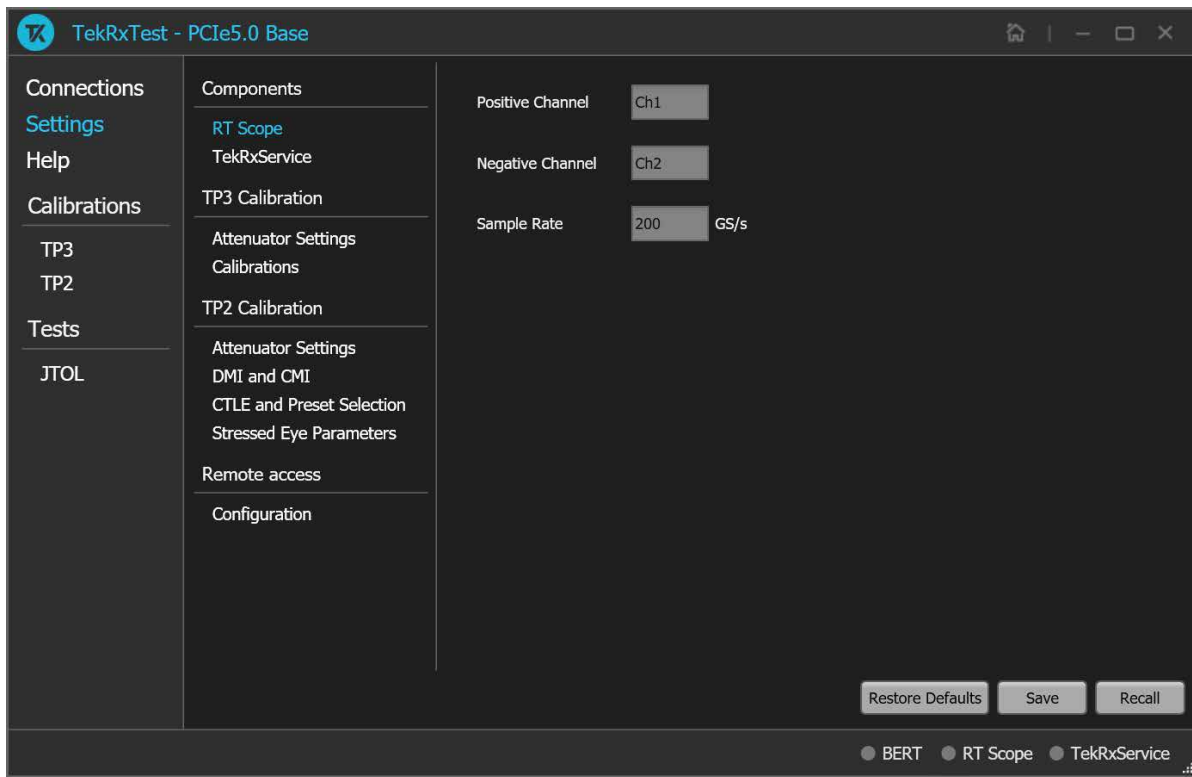 TekRxTest - PCIe5.0 Base
Connections
Settings
Help
Calibrations
TP3
TP2
Tests
JTOL
Components
RT Scope
TekRxService
TP3 Calibration
Attenuator Settings
Calibrations
TP2 Calibration
Attenuator Settings
DMI and CMI
CTLE and Preset Selection
Stressed Eye Parameters
Remote access
Configuration
Positive Channel Ch1
Negative Channel Ch2
Sample Rate 200 GS/s
Restore Defaults Save Recall
BERT RT Scope TekRxService